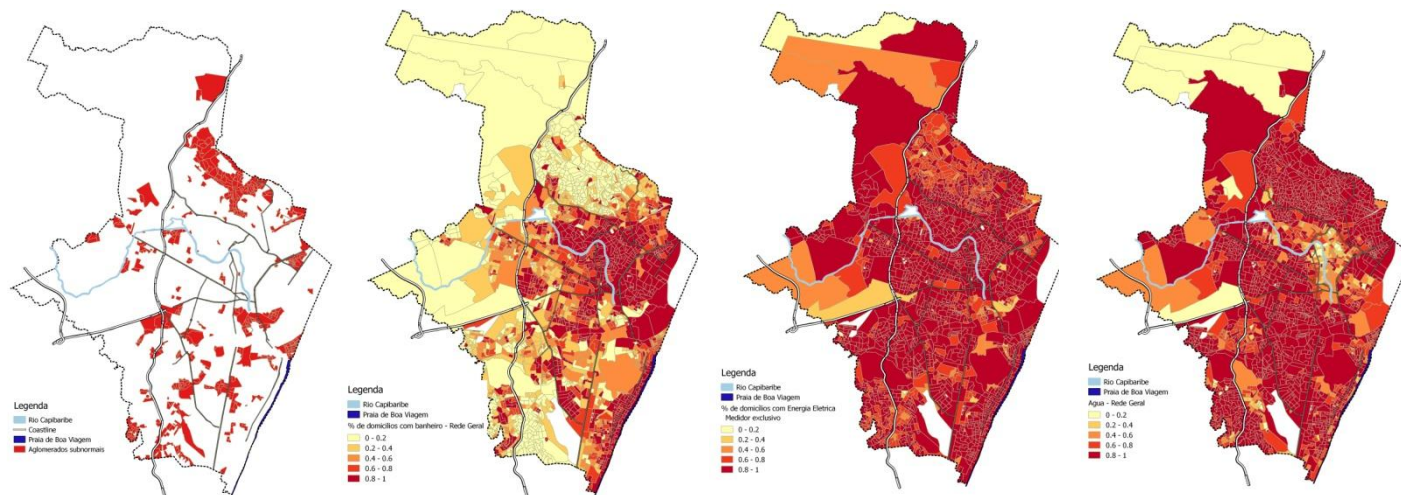 Legenda
Rio Capibaribe
Coastline
Praia de Boa Viagem
Aglomerados subnormais
Legenda
Rio Capibaribe
Praia de Boa Viagem
% de domicilios com banheiro - Rede Geral
0 - 0.2
0.2 - 0.4
0.4 - 0.6
0.6 - 0.8
0.8 - 1
Legenda
Rio Capibaribe
Praia de Boa Viagem
% de domicilios com Energia Eletrica
Medidor exclusivo
0 - 0.2
0.2 - 0.4
0.4 - 0.6
0.6 - 0.8
0.8 - 1
Legenda
Rio Capibaribe
Praia de Boa Viagem
Agua - Rede Geral
0 - 0.2
0.2 - 0.4
0.4 - 0.6
0.6 - 0.8
0.8 - 1